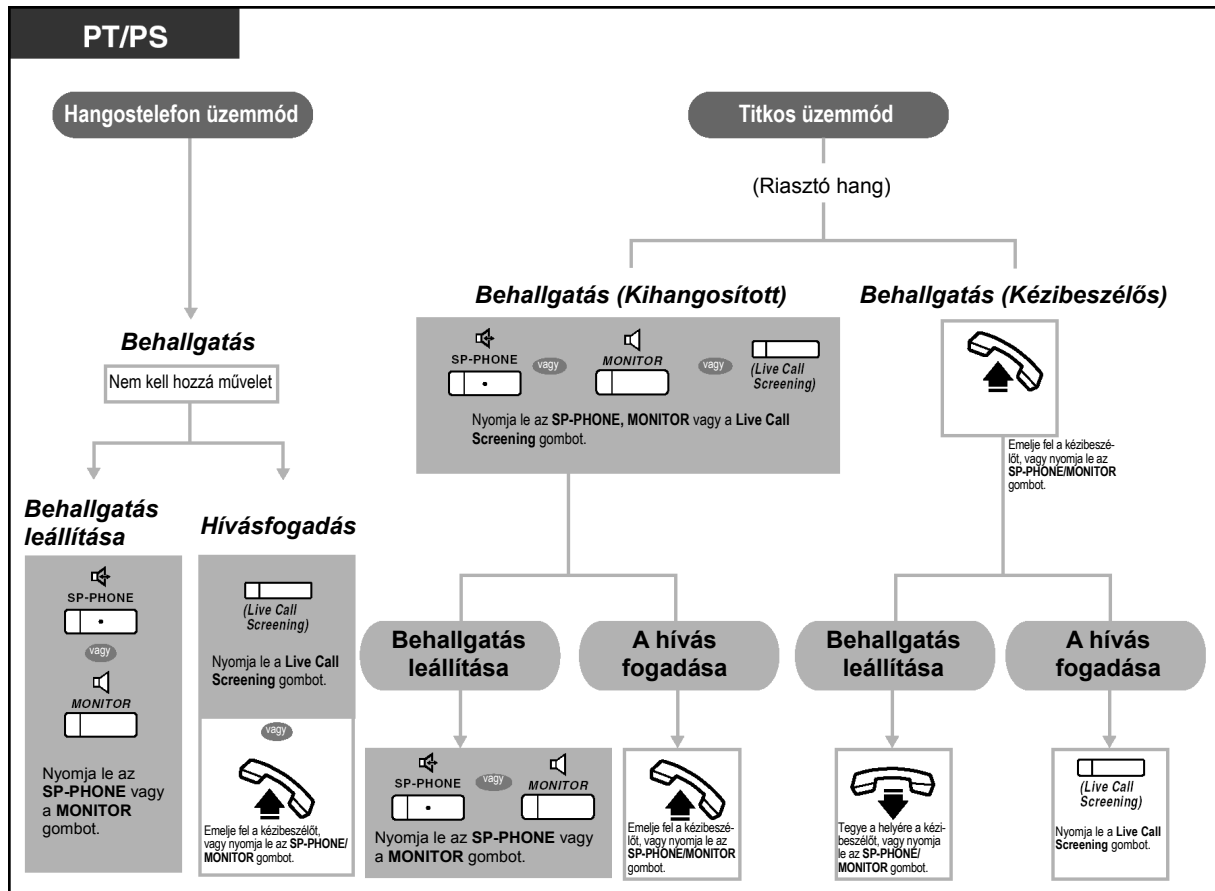 PT/PS
Hangostelefon üzemmód
Titkos üzemmód
(Riasztó hang)
Behallgatás (Kihangosított)
Behallgatás (Kézibeszélős)
Behallgatás
Nem kell hozzá művelet
SP-PHONE
vagy
MONITOR
vagy
(Live Call
Screening)
Nyomja le az SP-PHONE, MONITOR vagy a Live Call
Screening gombot.
Emelje fel a kézibeszé-
lőt, vagy nyomja le az
SP-PHONE/MONITOR
gombot.
Behallgatás
leállítása
SP-PHONE
vagy
MONITOR
Nyomja le az
SP-PHONE vagy
a MONITOR
gombot.
Hívásfogadás
(Live Call
Screening)
Nyomja le a Live Call
Screening gombot.
vagy
Emelje fel a kézibeszélőt,
vagy nyomja le az SP-PHONE/
MONITOR gombot.
Behallgatás
leállítása
SP-PHONE
vagy
MONITOR
Nyomja le az SP-PHONE vagy
a MONITOR gombot.
A hívás
fogadása
Emelje fel a kézibeszé-
lőt, vagy nyomja le az
SP-PHONE/MONITOR
gombot.
Behallgatás
leállítása
Tegye a helyére a kézi-
beszélőt, vagy nyomja
le az SP-PHONE/
MONITOR gombot.
A hívás
fogadása
(Live Call
Screening)
Nyomja le a Live Call
Screening gombot.